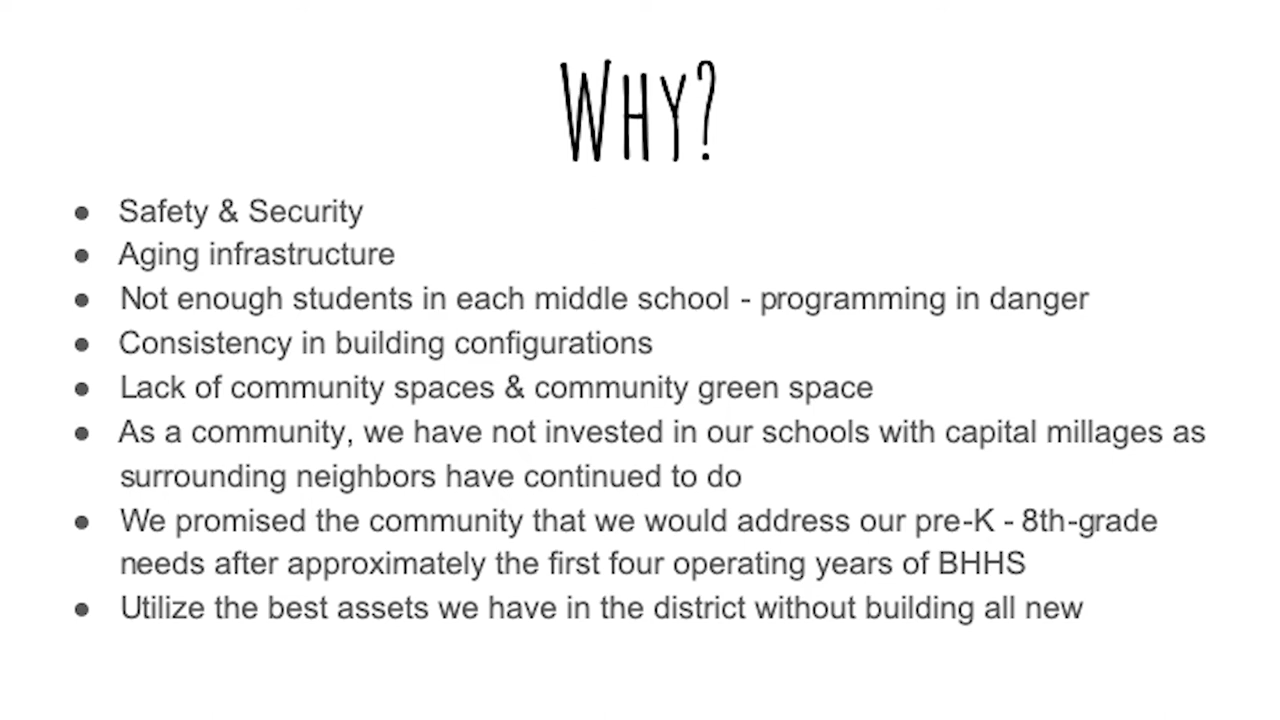 WHY?
● Safety & Security
● Aging infrastructure
● Not enough students in each middle school - programming in danger
● Consistency in building configurations
● Lack of community spaces & community green space
● As a community, we have not invested in our schools with capital millages as
surrounding neighbors have continued to do
● We promised the community that we would address our pre-K - 8th-grade
needs after approximately the first four operating years of BHHS
● Utilize the best assets we have in the district without building all new